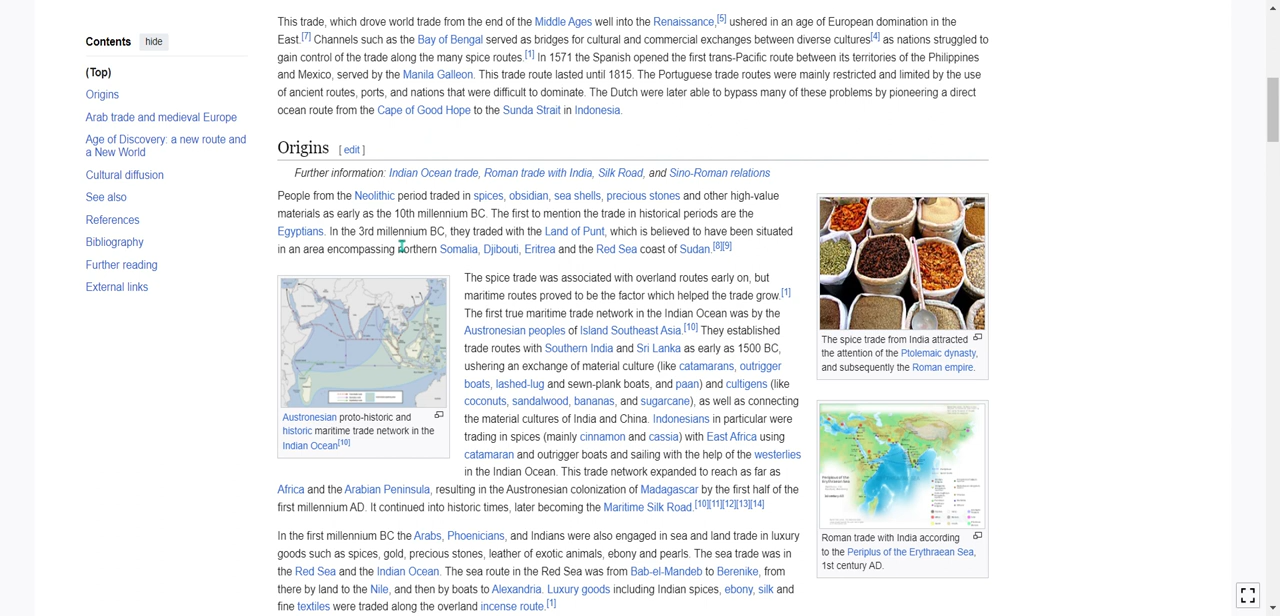 This trade, which drove world trade from the end of the Middle Ages well into the Renaissance,[5] ushered in an age of European domination in the
East.[7] Channels such as the Bay of Bengal served as bridges for cultural and commercial exchanges between diverse cultures[4] as nations struggled to
gain control of the trade along the many spice routes.[1] In 1571 the Spanish opened the first trans-Pacific route between its territories of the Philippines
and Mexico, served by the Manila Galleon. This trade route lasted until 1815. The Portuguese trade routes were mainly restricted and limited by the use
of ancient routes, ports, and nations that were difficult to dominate. The Dutch were later able to bypass many of these problems by pioneering a direct
ocean route from the Cape of Good Hope to the Sunda Strait in Indonesia.
Contents hide
(Top)
Origins
Arab trade and medieval Europe
Age of Discovery: a new route and
a New World
Cultural diffusion
See also
References
Bibliography
Further reading
External links
Origins [ edit ]
Further information: Indian Ocean trade, Roman trade with India, Silk Road, and Sino-Roman relations
People from the Neolithic period traded in spices, obsidian, sea shells, precious stones and other high-value
materials as early as the 10th millennium BC. The first to mention the trade in historical periods are the
Egyptians. In the 3rd millennium BC, they traded with the Land of Punt, which is believed to have been situated
in an area encompassing northern Somalia, Djibouti, Eritrea and the Red Sea coast of Sudan.[8][9]
The spice trade was associated with overland routes early on, but
maritime routes proved to be the factor which helped the trade grow.[1]
The first true maritime trade network in the Indian Ocean was by the
Austronesian peoples of Island Southeast Asia.[10] They established
trade routes with Southern India and Sri Lanka as early as 1500 BC,
ushering an exchange of material culture (like catamarans, outrigger
boats, lashed-lug and sewn-plank boats, and paan) and cultigens (like
coconuts, sandalwood, bananas, and sugarcane), as well as connecting
the material cultures of India and China. Indonesians in particular were
trading in spices (mainly cinnamon and cassia) with East Africa using
catamaran and outrigger boats and sailing with the help of the westerlies
in the Indian Ocean. This trade network expanded to reach as far as
Africa and the Arabian Peninsula, resulting in the Austronesian colonization of Madagascar by the first half of the
first millennium AD. It continued into historic times, later becoming the Maritime Silk Road.[10][11][12][13][14]
In the first millennium BC the Arabs, Phoenicians, and Indians were also engaged in sea and land trade in luxury
goods such as spices, gold, precious stones, leather of exotic animals, ebony and pearls. The sea trade was in
the Red Sea and the Indian Ocean. The sea route in the Red Sea was from Bab-el-Mandeb to Berenike, from
there by land to the Nile, and then by boats to Alexandria. Luxury goods including Indian spices, ebony, silk and
fine textiles were traded along the overland incense route.[1]
Austronesian proto-historic and
historic maritime trade network in the
Indian Ocean[10]
The spice trade from India attracted
the attention of the Ptolemaic dynasty,
and subsequently the Roman empire.
Roman trade with India according
to the Periplus of the Erythraean Sea,
1st century AD.